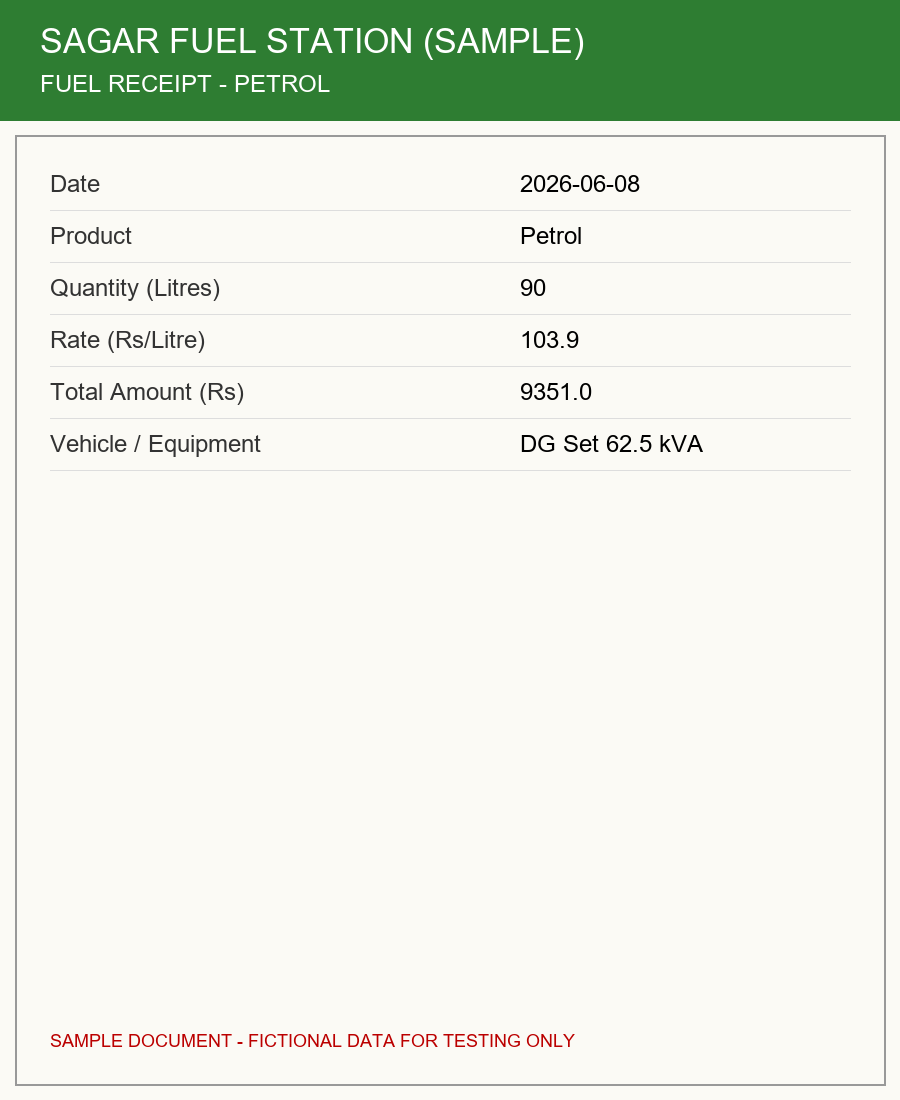 SAGAR FUEL STATION (SAMPLE)
FUEL RECEIPT - PETROL
Date 2026-06-08
Product Petrol
Quantity (Litres) 90
Rate (Rs/Litre) 103.9
Total Amount (Rs) 9351.0
Vehicle / Equipment DG Set 62.5 kVA
SAMPLE DOCUMENT - FICTIONAL DATA FOR TESTING ONLY